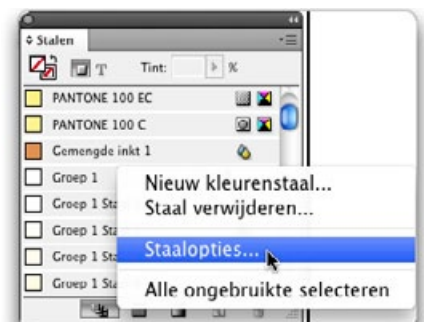 Stalen
Tint: %
PANTONE 100 EC
PANTONE 100 C
Gemengde inkt 1
Groep 1
Groep 1 Sta
Groep 1 Sta
Groep 1 Sta
Groep 1 Sta
Nieuw kleurenstaal...
Staal verwijderen...
Staalopties...
Alle ongebruikte selecteren